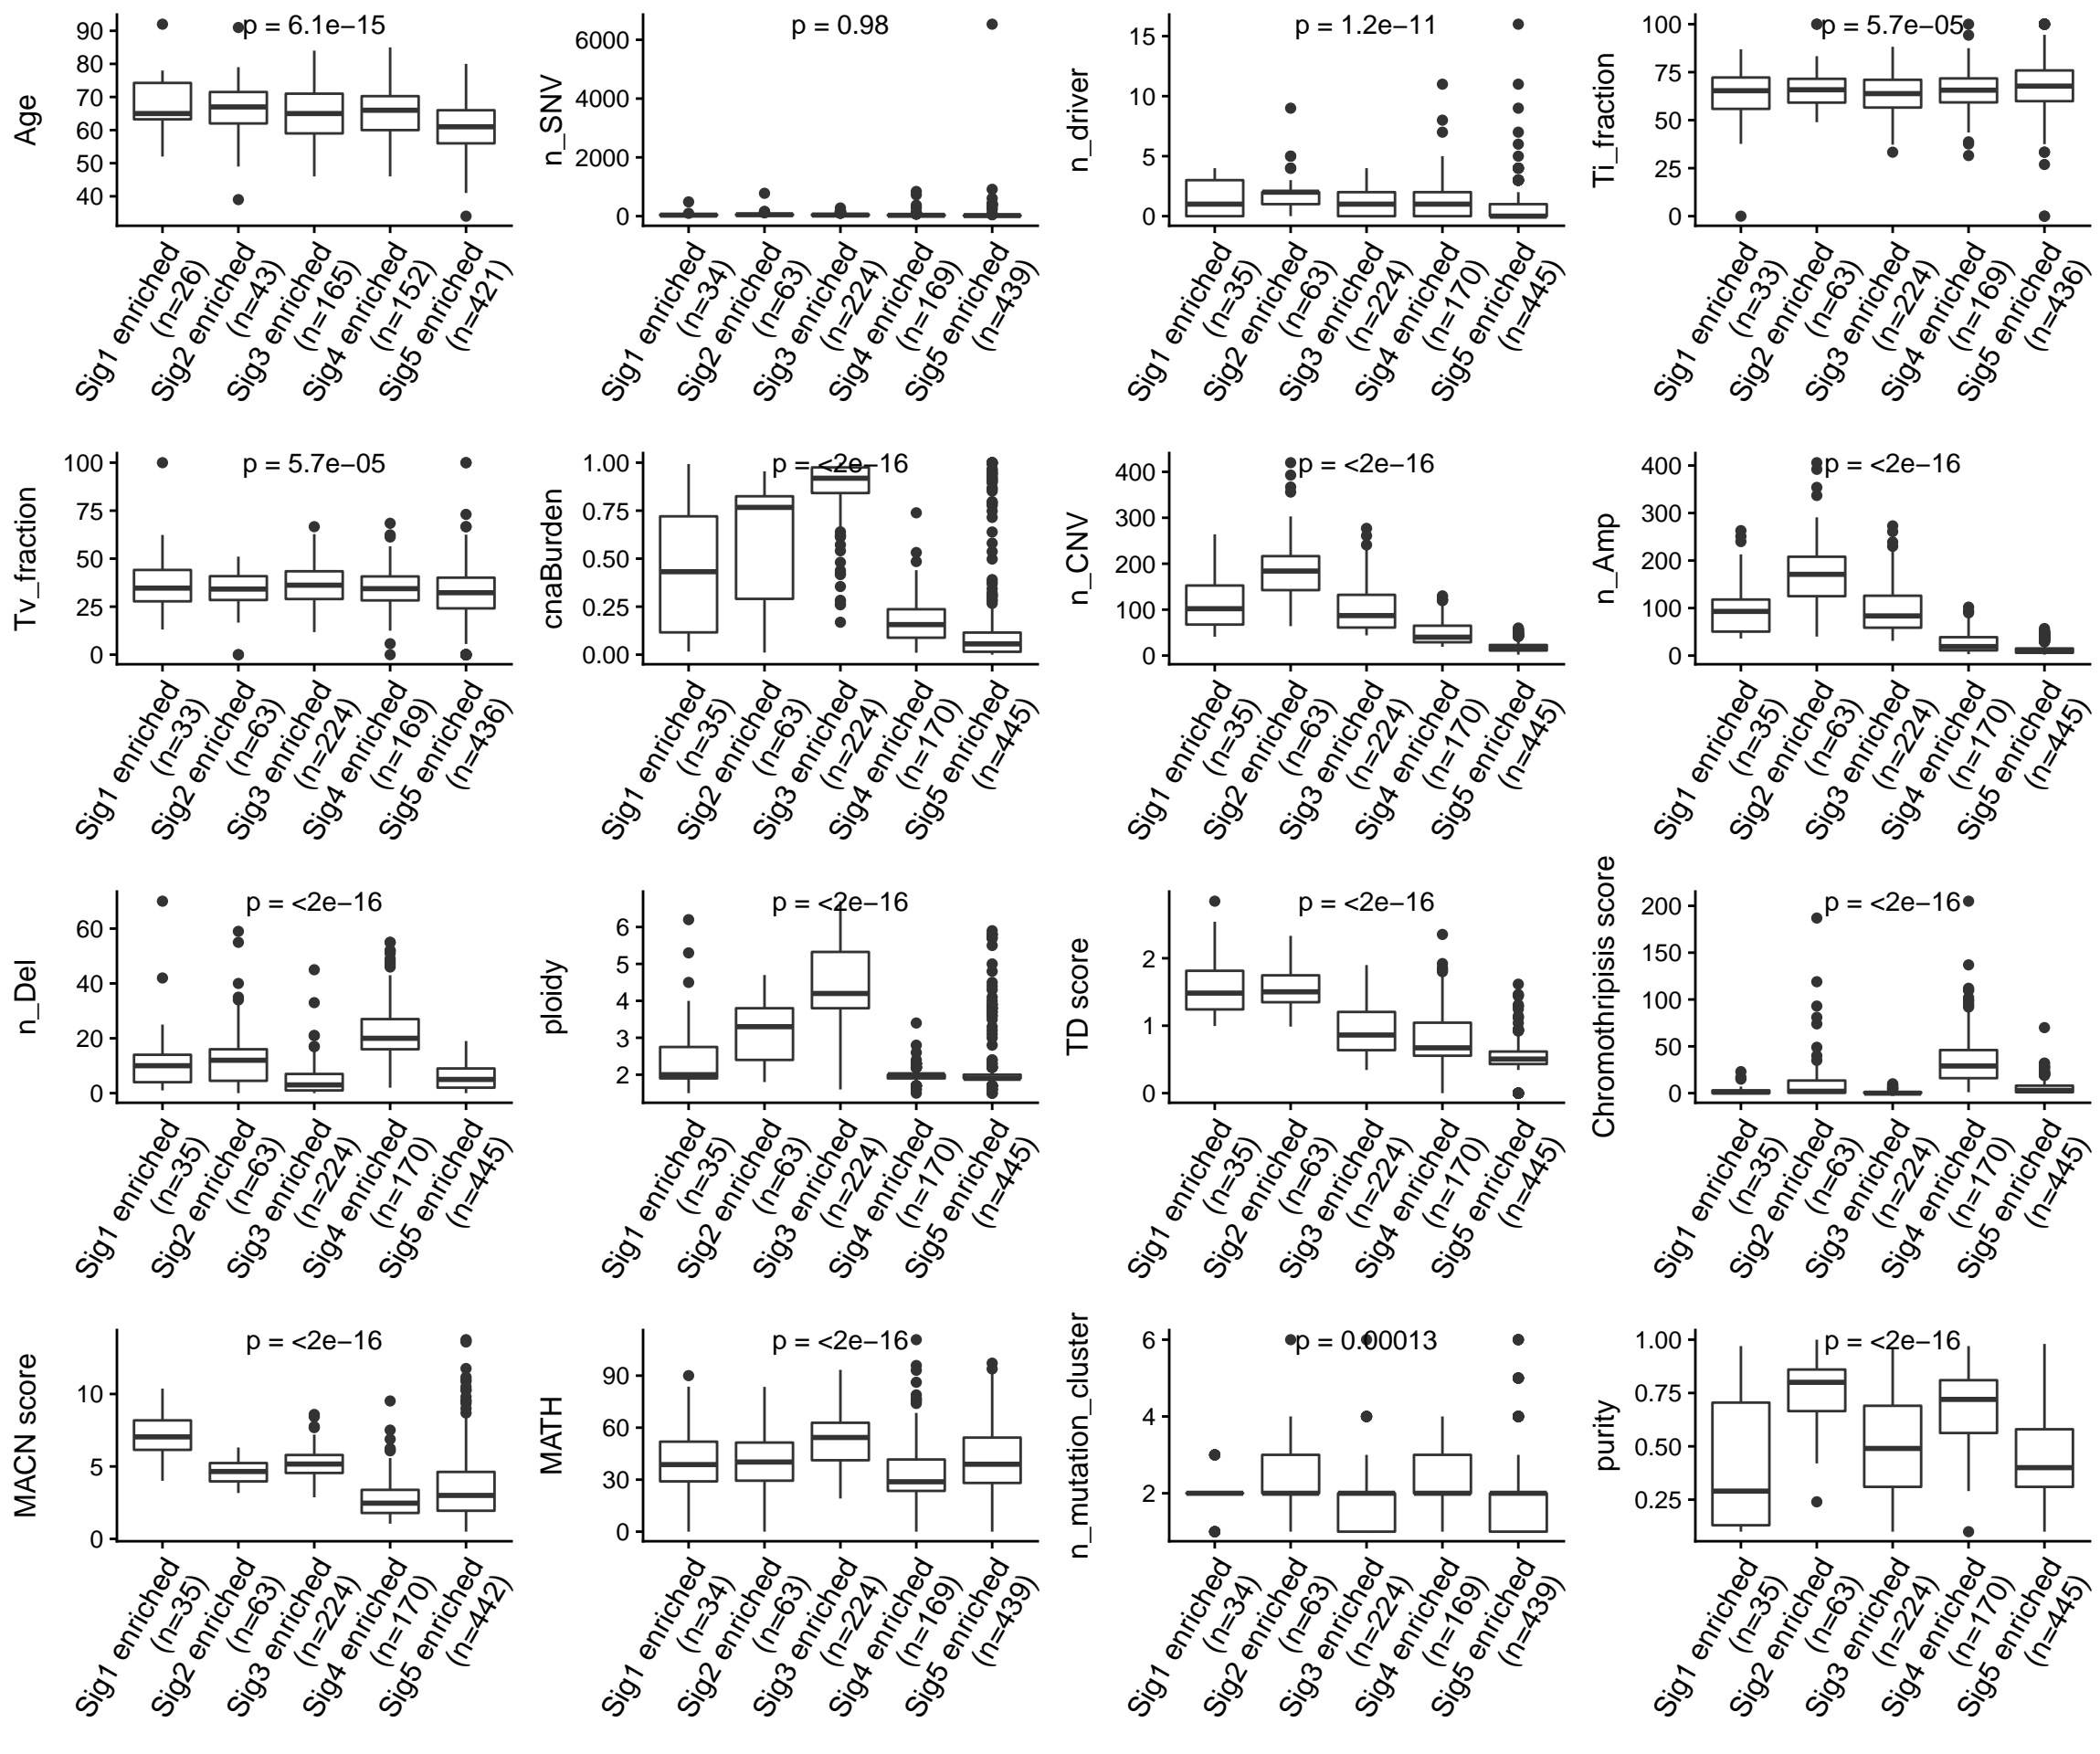 Age
90
80
70
60
50
40
p = 6.1e−15
Sig1 enriched
(n=26)
Sig2 enriched
(n=43)
Sig3 enriched
(n=165)
Sig4 enriched
(n=152)
Sig5 enriched
(n=421)
n_SNV
6000
4000
2000
0
p = 0.98
Sig1 enriched
(n=34)
Sig2 enriched
(n=63)
Sig3 enriched
(n=224)
Sig4 enriched
(n=169)
Sig5 enriched
(n=439)
n_driver
15
10
5
0
p = 1.2e−11
Sig1 enriched
(n=35)
Sig2 enriched
(n=63)
Sig3 enriched
(n=224)
Sig4 enriched
(n=170)
Sig5 enriched
(n=445)
Ti_fraction
100
75
50
25
0
p = 5.7e−05
Sig1 enriched
(n=33)
Sig2 enriched
(n=63)
Sig3 enriched
(n=224)
Sig4 enriched
(n=169)
Sig5 enriched
(n=436)
Tv_fraction
100
75
50
25
0
p = 5.7e−05
Sig1 enriched
(n=33)
Sig2 enriched
(n=63)
Sig3 enriched
(n=224)
Sig4 enriched
(n=169)
Sig5 enriched
(n=436)
cnaBurden
1.00
0.75
0.50
0.25
0.00
p = <2e−16
Sig1 enriched
(n=35)
Sig2 enriched
(n=63)
Sig3 enriched
(n=224)
Sig4 enriched
(n=170)
Sig5 enriched
(n=445)
n_CNV
400
300
200
100
0
p = <2e−16
Sig1 enriched
(n=35)
Sig2 enriched
(n=63)
Sig3 enriched
(n=224)
Sig4 enriched
(n=170)
Sig5 enriched
(n=445)
n_Amp
400
300
200
100
0
p = <2e−16
Sig1 enriched
(n=35)
Sig2 enriched
(n=63)
Sig3 enriched
(n=224)
Sig4 enriched
(n=170)
Sig5 enriched
(n=445)
n_Del
60
40
20
0
p = <2e−16
Sig1 enriched
(n=35)
Sig2 enriched
(n=63)
Sig3 enriched
(n=224)
Sig4 enriched
(n=170)
Sig5 enriched
(n=445)
ploidy
6
5
4
3
2
p = <2e−16
Sig1 enriched
(n=35)
Sig2 enriched
(n=63)
Sig3 enriched
(n=224)
Sig4 enriched
(n=170)
Sig5 enriched
(n=445)
TD score
2
1
0
p = <2e−16
Sig1 enriched
(n=35)
Sig2 enriched
(n=63)
Sig3 enriched
(n=224)
Sig4 enriched
(n=170)
Sig5 enriched
(n=445)
Chromothripisis score
200
150
100
50
0
p = <2e−16
Sig1 enriched
(n=35)
Sig2 enriched
(n=63)
Sig3 enriched
(n=224)
Sig4 enriched
(n=170)
Sig5 enriched
(n=445)
MACN score
10
5
0
p = <2e−16
Sig1 enriched
(n=35)
Sig2 enriched
(n=63)
Sig3 enriched
(n=224)
Sig4 enriched
(n=170)
Sig5 enriched
(n=442)
MATH
90
60
30
0
p = <2e−16
Sig1 enriched
(n=34)
Sig2 enriched
(n=63)
Sig3 enriched
(n=224)
Sig4 enriched
(n=169)
Sig5 enriched
(n=439)
n_mutation_cluster
6
4
2
p = 0.00013
Sig1 enriched
(n=34)
Sig2 enriched
(n=63)
Sig3 enriched
(n=224)
Sig4 enriched
(n=169)
Sig5 enriched
(n=439)
purity
1.00
0.75
0.50
0.25
p = <2e−16
Sig1 enriched
(n=35)
Sig2 enriched
(n=63)
Sig3 enriched
(n=224)
Sig4 enriched
(n=170)
Sig5 enriched
(n=445)